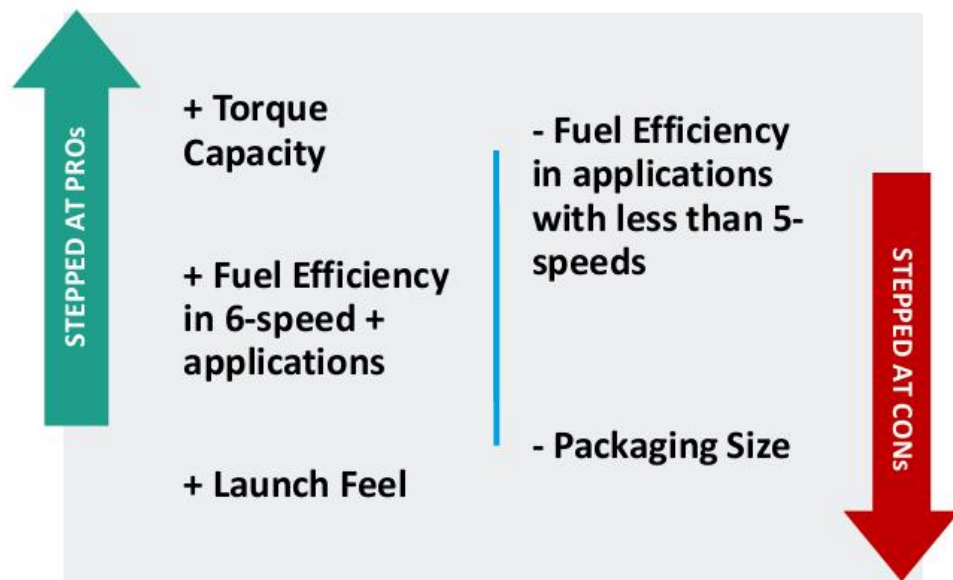 STEPPED AT PROs
+ Torque
Capacity
+ Fuel Efficiency
in 6-speed +
applications
+ Launch Feel
- Fuel Efficiency
in applications
with less than 5-
speeds
- Packaging Size
STEPPED AT CONs